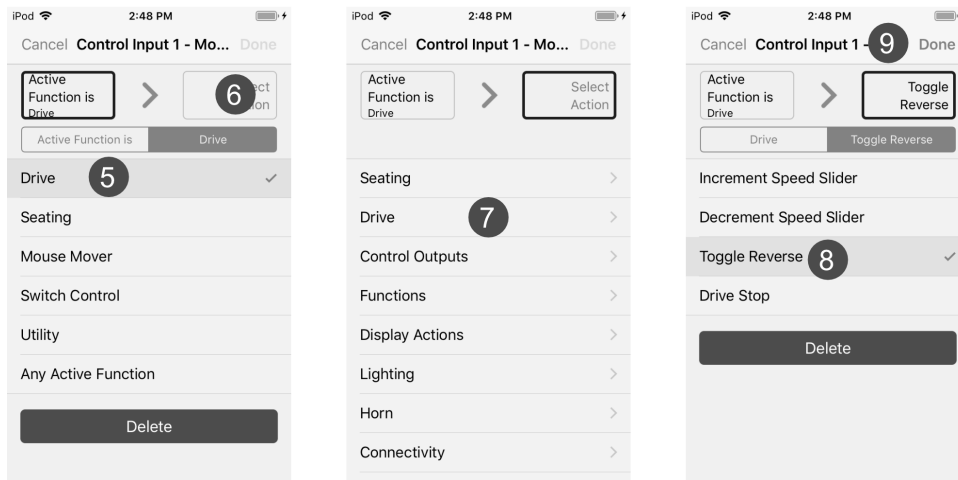 iPod 2:48 PM
Cancel Control Input 1 - Mo... Done
Active
Function is
Drive
6
Active Function is Drive
Drive 5
Seating
Mouse Mover
Switch Control
Utility
Any Active Function
Delete
iPod 2:48 PM
Cancel Control Input 1 - Mo... Done
Active
Function is
Drive
Select
Action
Seating
Drive 7
Control Outputs
Functions
Display Actions
Lighting
Horn
Connectivity
iPod 2:48 PM
Cancel Control Input 1 - 9 Done
Active
Function is
Drive
Toggle
Reverse
Drive Toggle Reverse
Increment Speed Slider
Decrement Speed Slider
Toggle Reverse 8
Drive Stop
Delete